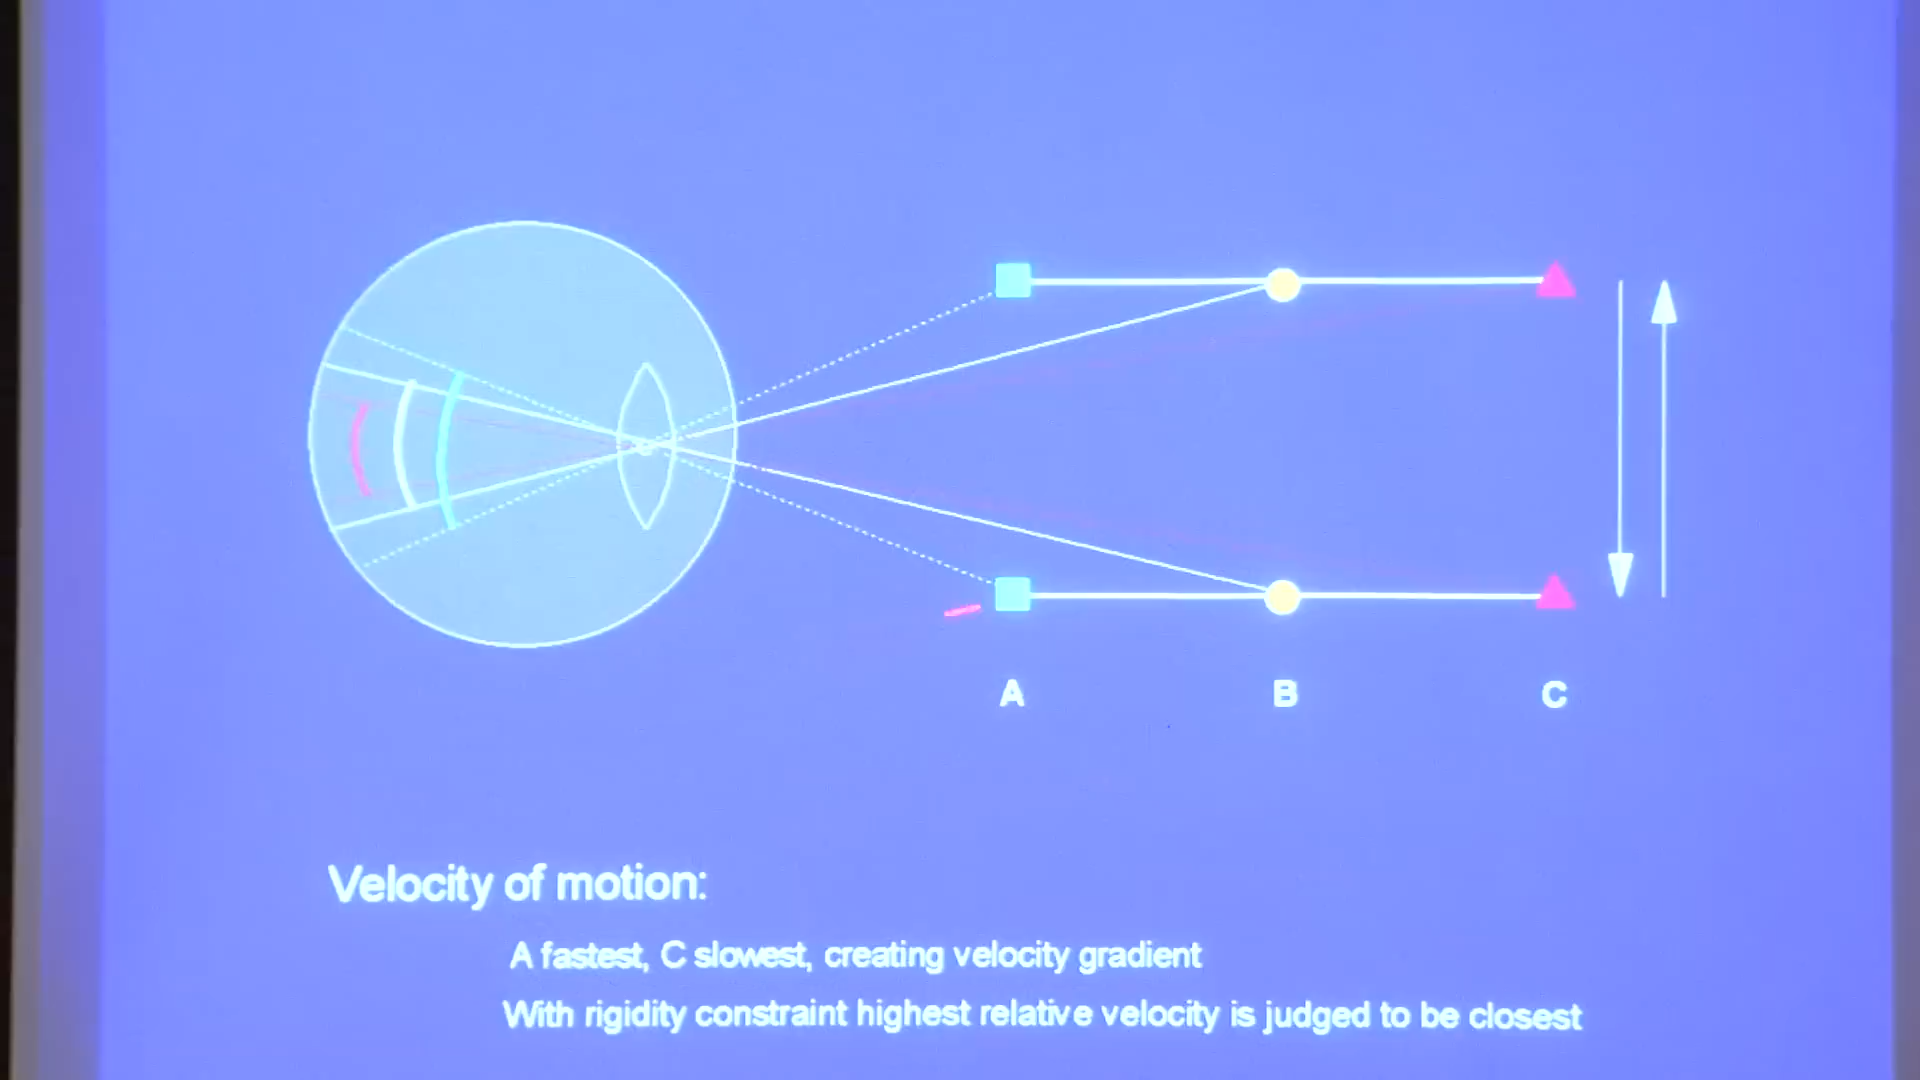 A B C
Velocity of motion:
A fastest, C slowest, creating velocity gradient
With rigidity constraint highest relative velocity is judged to be closest